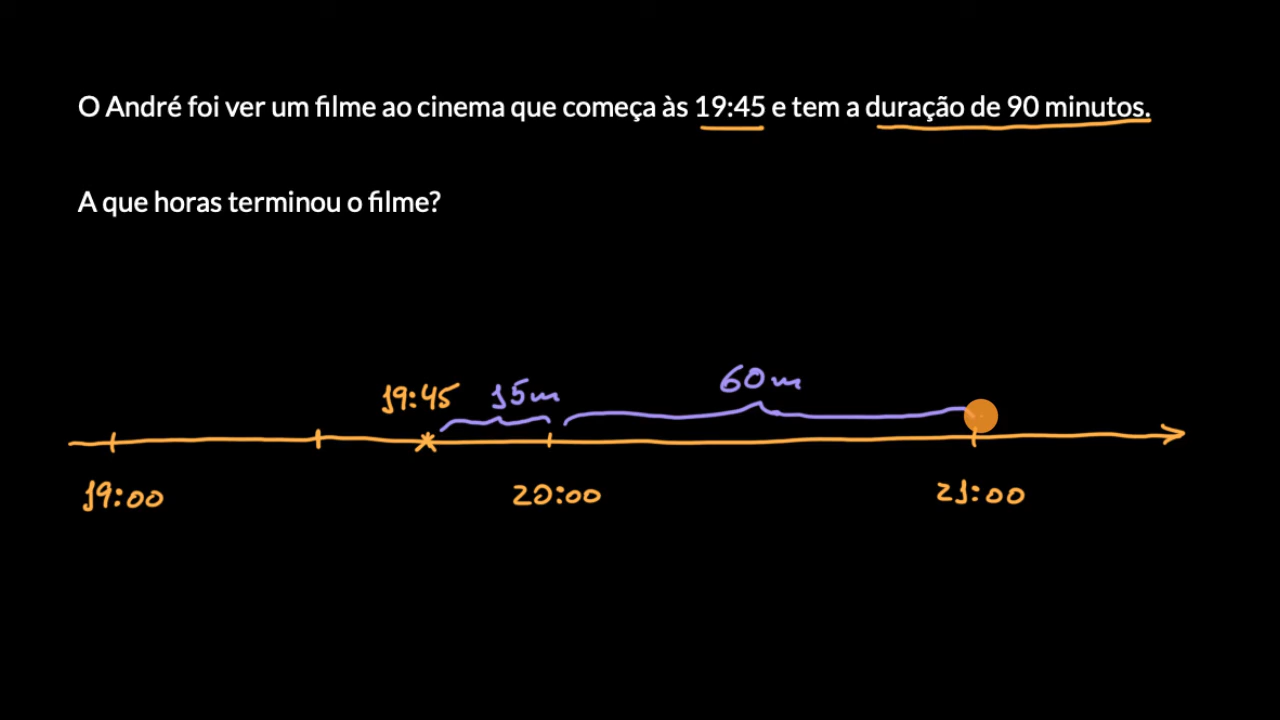 O André foi ver um filme ao cinema que começa às 19:45 e tem a duração de 90 minutos.
A que horas terminou o filme?
19:45 15m 60m
19:00 20:00 21:00